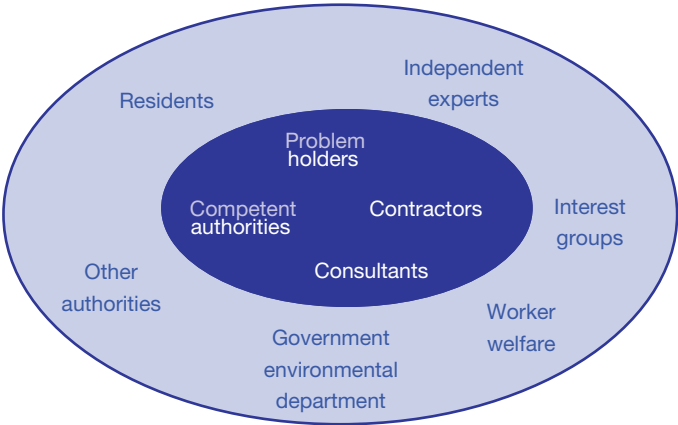 Independent
experts
Residents
Problem
holders
Competent
authorities
Contractors
Interest
groups
Consultants
Other
authorities
Worker
welfare
Government
environmental
department